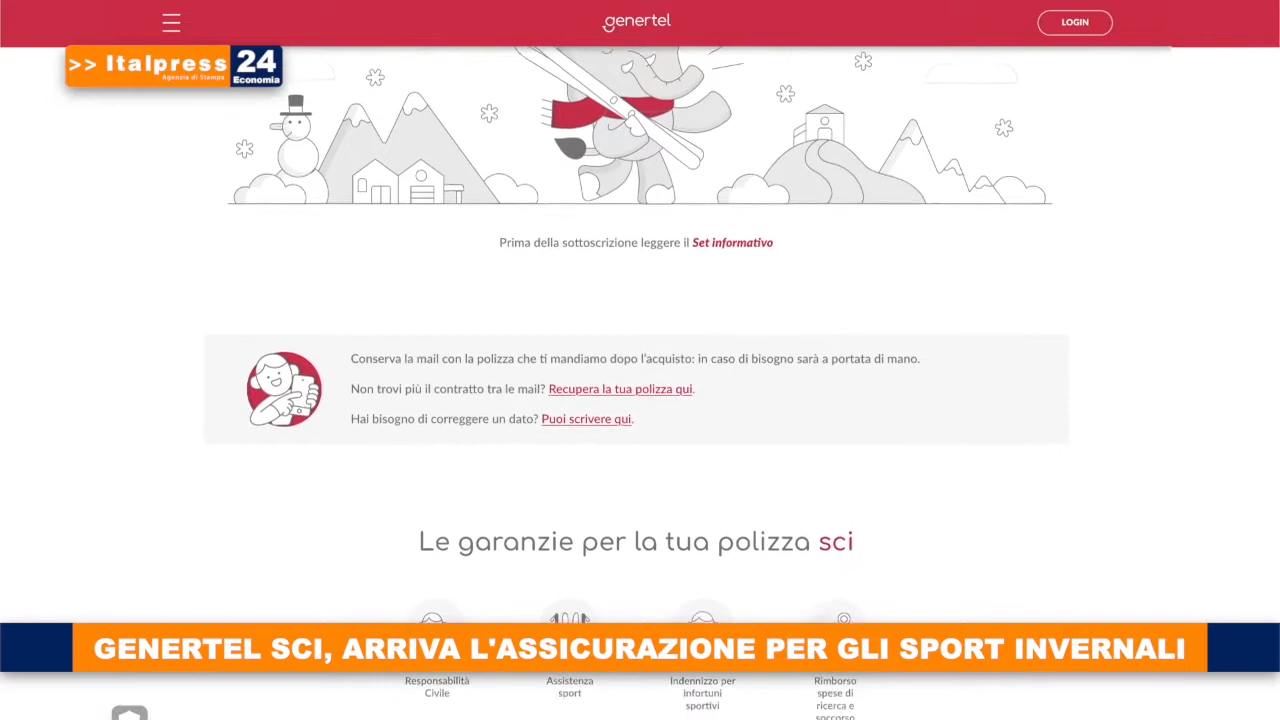 genertel
LOGIN
>> Italpress
Agenzia di Stampa
24
Economia
Prima della sottoscrizione leggere il Set informativo
Conserva la mail con la polizza che ti mandiamo dopo l'acquisto: in caso di bisogno sarà a portata di mano.
Non trovi più il contratto tra le mail? Recupera la tua polizza qui.
Hai bisogno di correggere un dato? Puoi scrivere qui.
Le garanzie per la tua polizza sci
GENERTEL SCI, ARRIVA L'ASSICURAZIONE PER GLI SPORT INVERNALI
Responsabilità
Civile
Assistenza
sport
Indennizzo per
infortuni
sportivi
Rimborso
spese di
ricerca e
soccorso